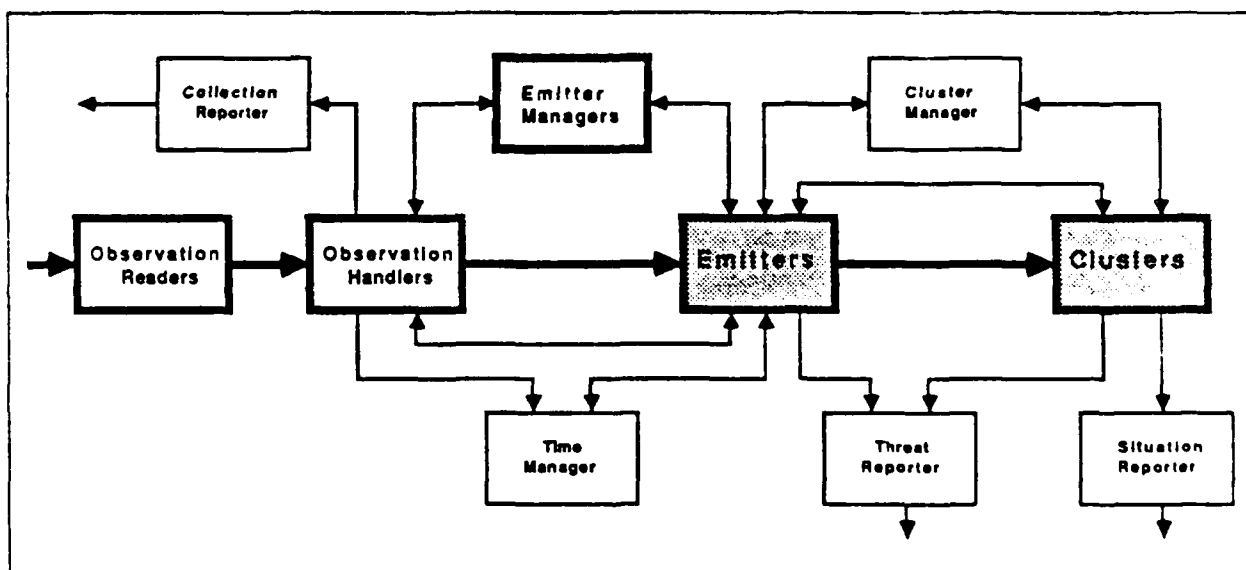 Collection
Reporter
Emitter
Managers
Cluster
Manager
Observation
Readers
Observation
Handlers
Emitters
Clusters
Time
Manager
Threat
Reporter
Situation
Reporter